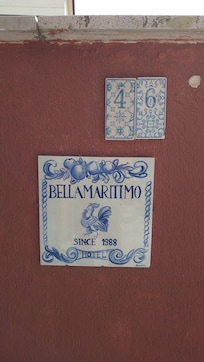 46
BELLAMARITIMO
SINCE 1988
HOTEL